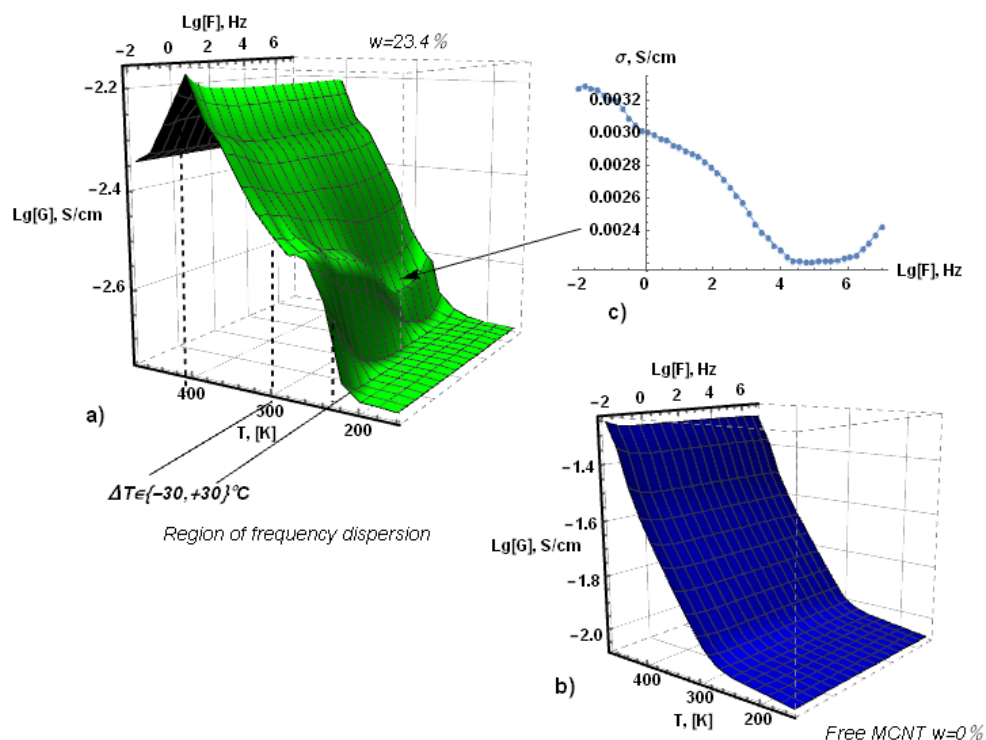 Lg[F], Hz
-2 0 2 4 6
w=23.4%
-2.2
-2.4
-2.6
Lg[G], S/cm
400
300
200
T, [K]
a)
ΔT∈{-30,+30}°C
Region of frequency dispersion
σ, S/cm
0.0032
0.0030
0.0028
0.0026
0.0024
-2 0 2 4 6
Lg[F], Hz
c)
Lg[F], Hz
-2 0 2 4 6
-1.4
-1.6
-1.8
-2.0
Lg[G], S/cm
400
300
200
T, [K]
b)
Free MCNT w=0%